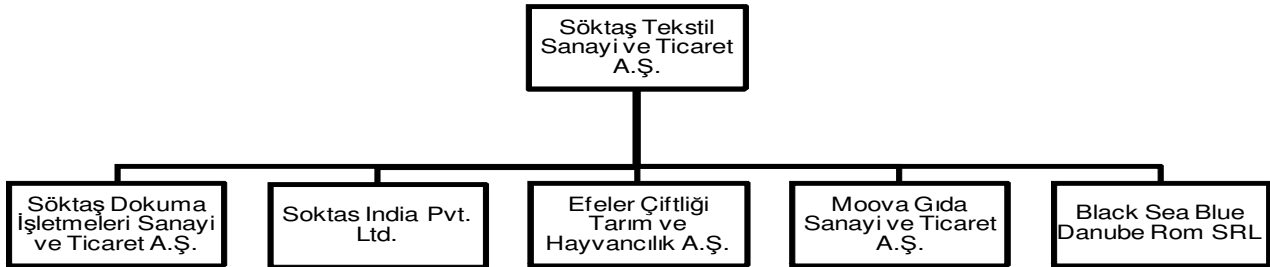 Söktaş Tekstil
Sanayi ve Ticaret
A.Ş.
Söktaş Dokuma
İşletmeleri Sanayi
ve Ticaret A.Ş.
Soktas India Pvt.
Ltd.
Efeler Çiftliği
Tarım ve
Hayvancılık A.Ş.
Moova Gıda
Sanayi ve Ticaret
A.Ş.
Black Sea Blue
Danube Rom SRL